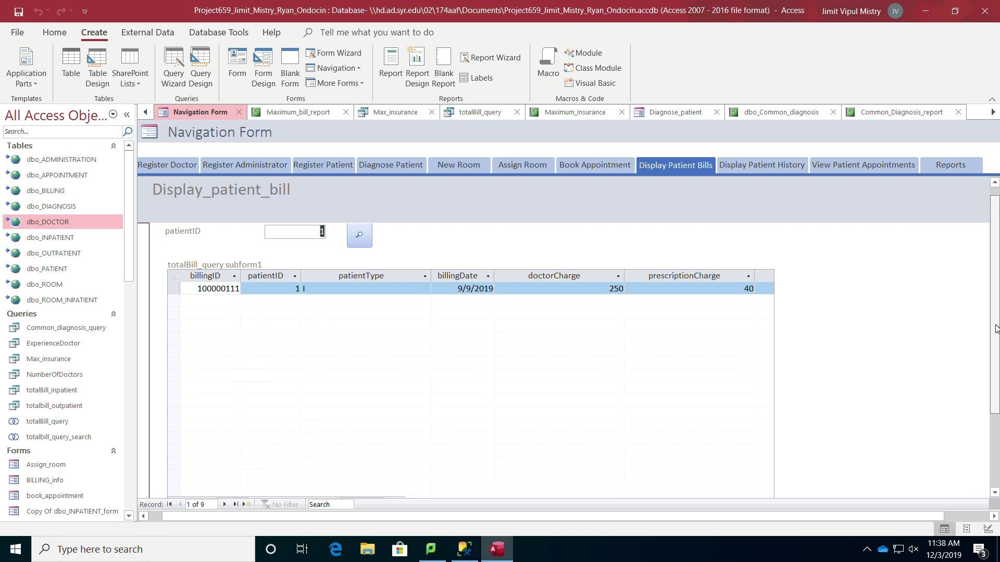 Project659_Jimit_Mistry_Ryan_Ondocin : Database- \\hd.ad.syr.edu\02\174aaf\Documents\Project659_Jimit_Mistry_Ryan_Ondocin.accdb (Access 2007 - 2016 file format) - Access
Jimit Vipul Mistry
JV
File
Home
Create
External Data
Database Tools
Help
Tell me what you want to do
Application Parts
Templates
Table
Table Design
SharePoint Lists
Tables
Query Wizard
Query Design
Queries
Form
Form Design
Blank Form
Form Wizard
Navigation
More Forms
Forms
Report
Report Design
Blank Report
Report Wizard
Labels
Reports
Macro
Module
Class Module
Visual Basic
Macros & Code
All Access Obje...
Search...
Tables
dbo_ADMINISTRATION
dbo_APPOINTMENT
dbo_BILLING
dbo_DIAGNOSIS
dbo_DOCTOR
dbo_INPATIENT
dbo_OUTPATIENT
dbo_PATIENT
dbo_ROOM
dbo_ROOM_INPATIENT
Queries
Common_diagnosis_query
ExperienceDoctor
Max_insurance
NumberOfDoctors
totalBill_inpatient
totalbill_outpatient
totalBill_query
totalbill_query_search
Forms
Assign_room
BILLING_info
book_appointment
Copy Of dbo_INPATIENT_form
Navigation Form
Maximum_bill_report
Max_insurance
totalBill_query
Maximum_Insurance
Diagnose_patient
dbo_Common_diagnosis
Common_Diagnosis_report
Navigation Form
Register Doctor
Register Administrator
Register Patient
Diagnose Patient
New Room
Assign Room
Book Appointment
Display Patient Bills
Display Patient History
View Patient Appointments
Reports
Display_patient_bill
patientID 1
totalBill_query subform1
billingID patientID patientType billingDate doctorCharge prescriptionCharge
100000111 1 I 9/9/2019 250 40
Record: 1 of 9 No Filter Search
Type here to search
A
11:38 AM
12/3/2019
3